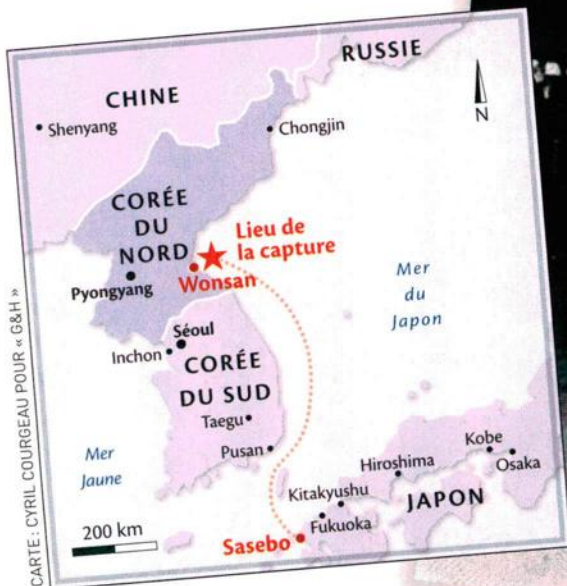 RUSSIE
CHINE
Shenyang
Chongjin
N
CORÉE
DU
NORD
Lieu de
la capture
Wonsan
Pyongyang
Mer
du
Japon
Séoul
Inchon
CORÉE
DU SUD
Taegu
Pusan
Mer
Jaune
Kobe
Osaka
Hiroshima
Kitakyushu
Fukuoka
JAPON
200 km
Sasebo
CARTE : CYRIL COURGEAU POUR « G&H »